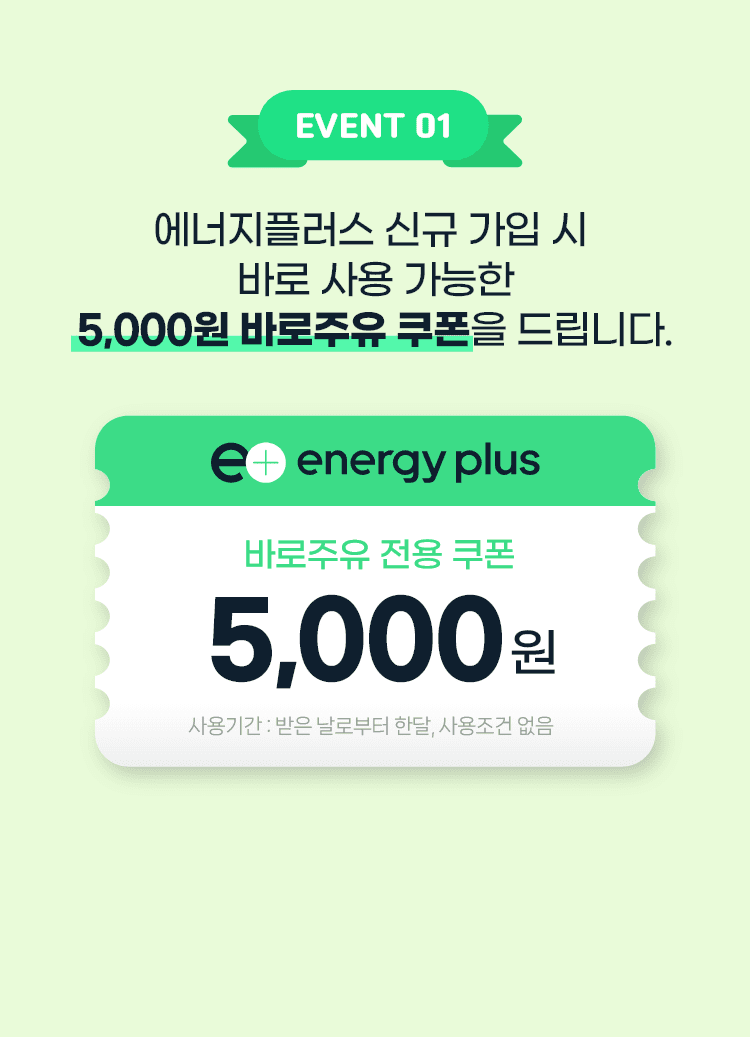 EVENT 01
에너지플러스 신규 가입 시
바로 사용 가능한
5,000원 바로주유 쿠폰을 드립니다.
e+ energy plus
바로주유 전용 쿠폰
5,000원
사용기간 : 받은 날로부터 한달, 사용조건 없음